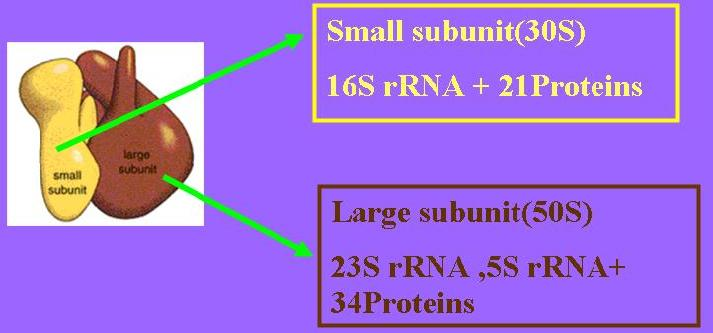 Small subunit(30S)
16S rRNA + 21Proteins
small
subunit
large
subunit
Large subunit(50S)
23S rRNA ,5S rRNA+
34Proteins